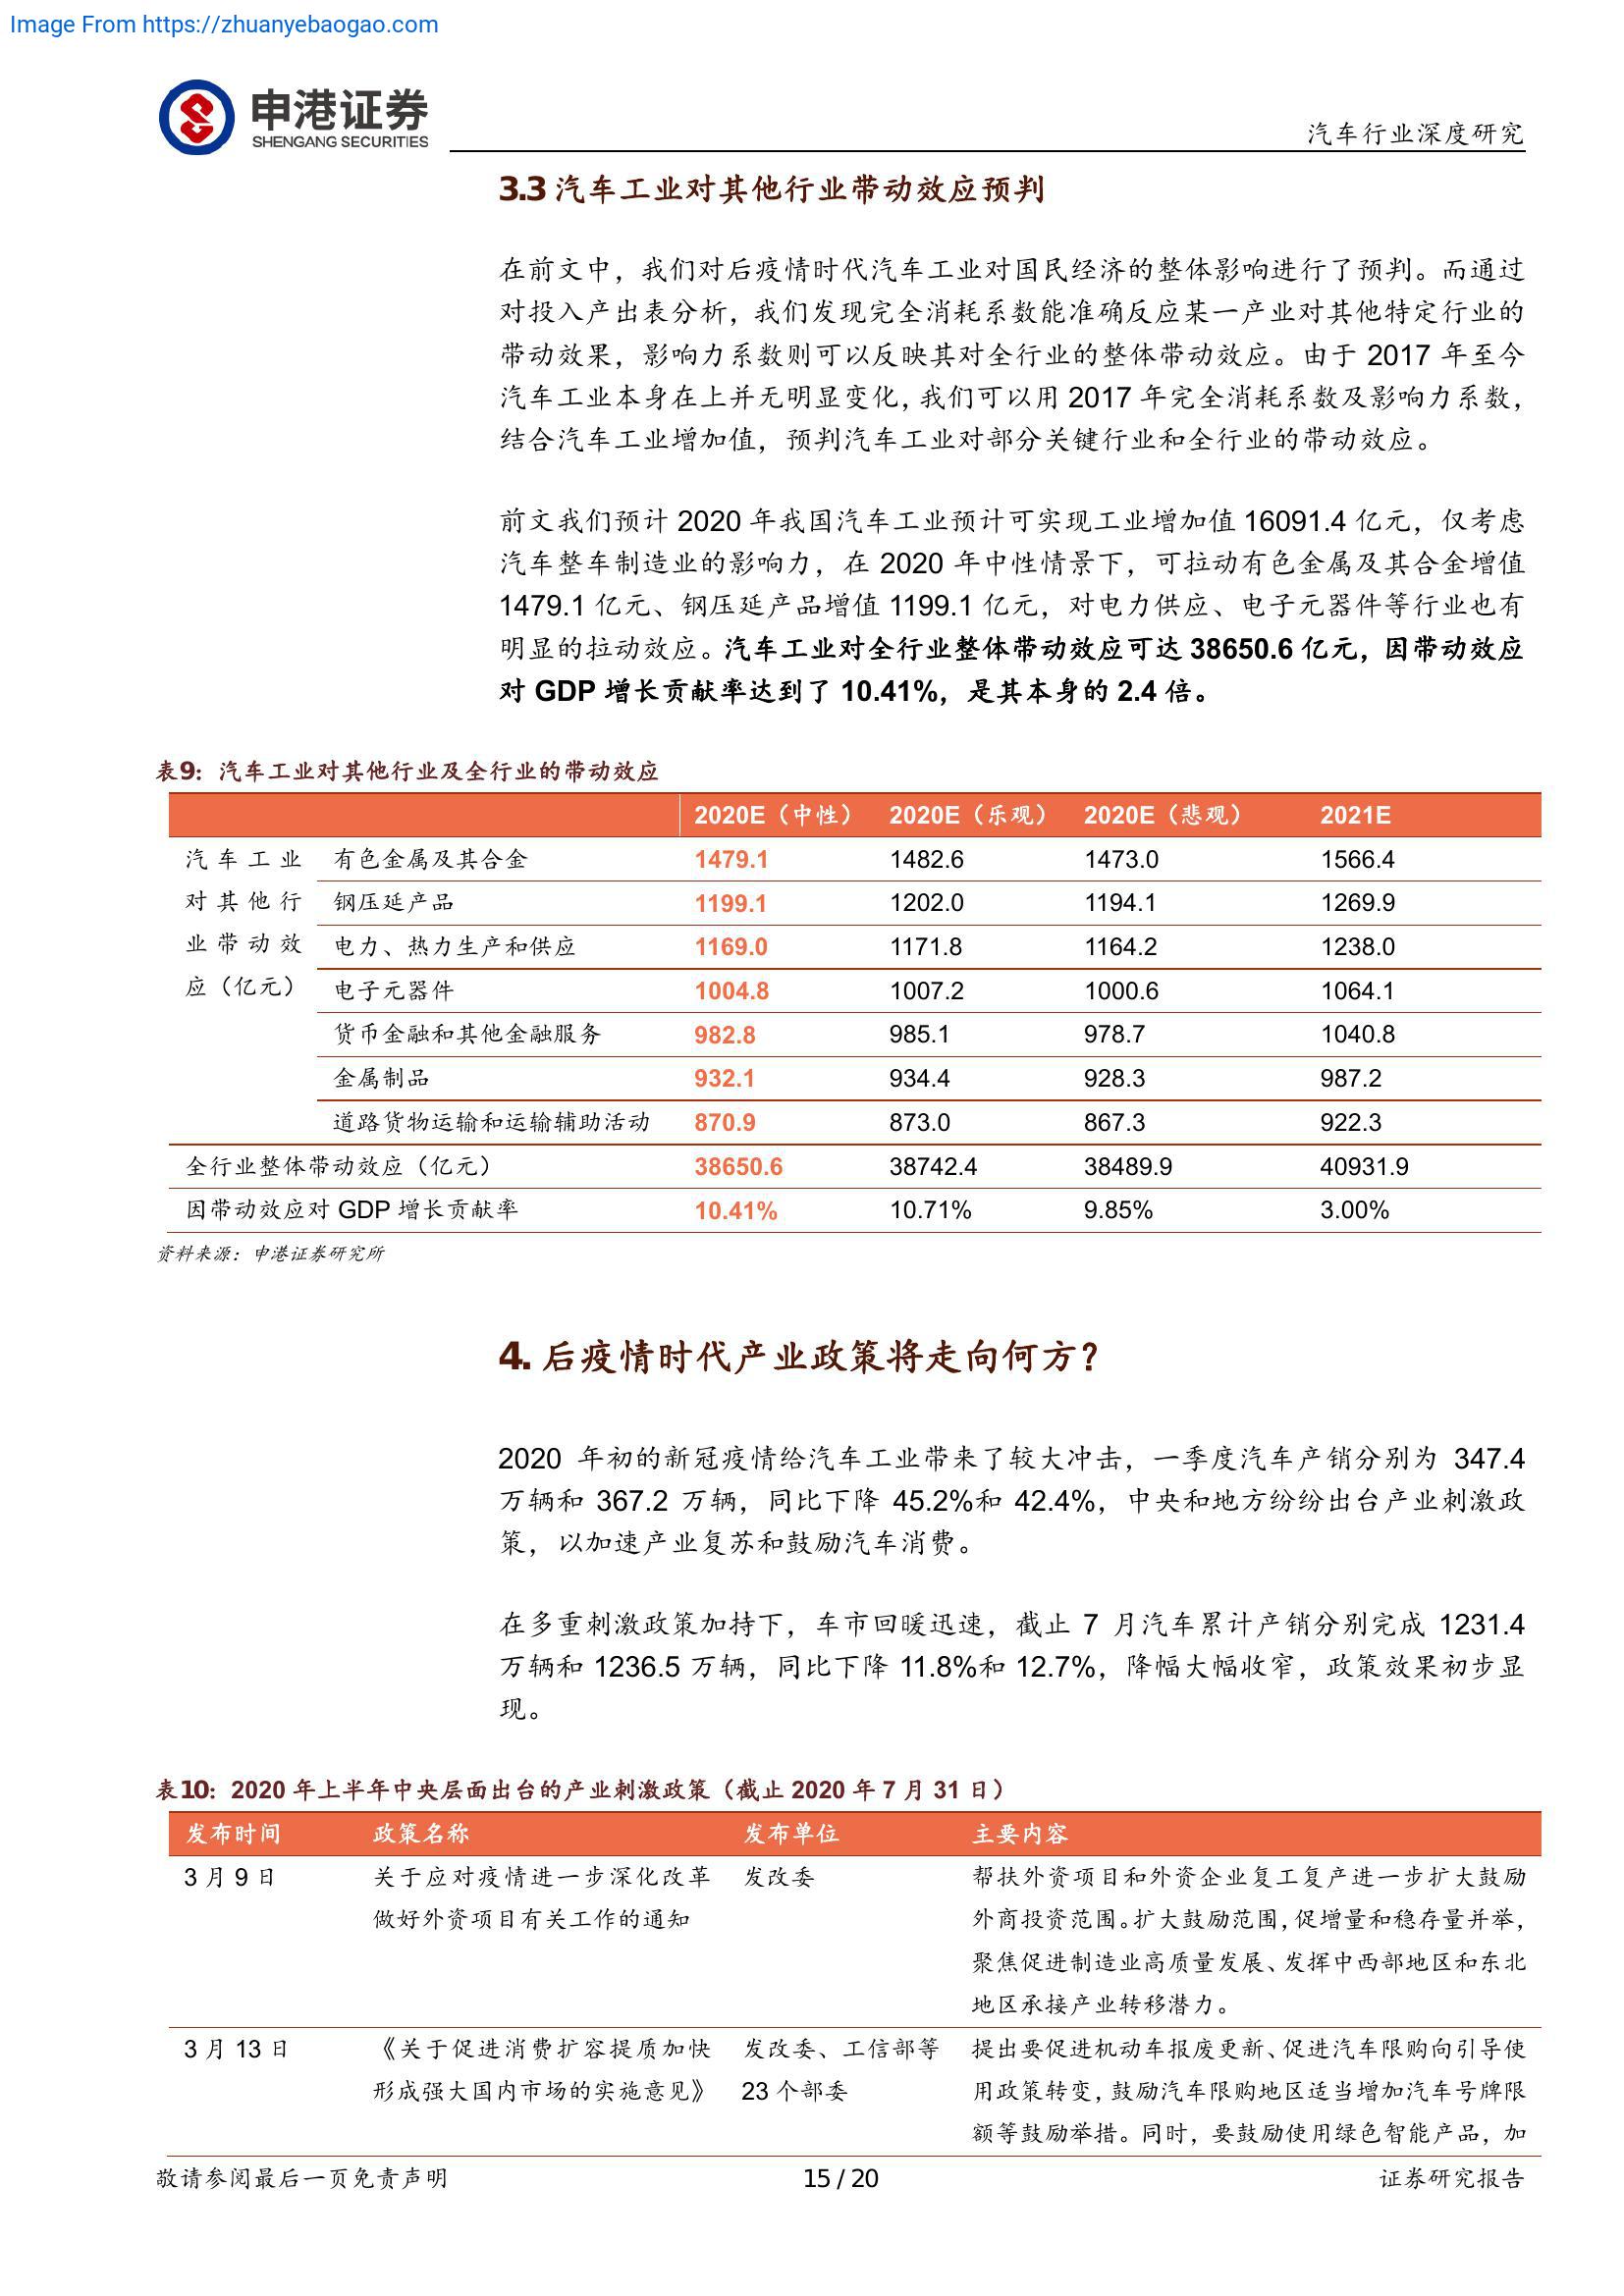 Image From https://zhuanyebaogao.com
申港证券
SHENGANG SECURITIES
汽车行业深度研究
3.3 汽车工业对其他行业带动效应预判
在前文中，我们对后疫情时代汽车工业对国民经济的整体影响进行了预判。而通过
对投入产出表分析，我们发现完全消耗系数能准确反应某一产业对其他特定行业的
带动效果，影响力系数则可以反映其对全行业的整体带动效应。由于 2017 年至今
汽车工业本身在上并无明显变化，我们可以用 2017 年完全消耗系数及影响力系数，
结合汽车工业增加值，预判汽车工业对部分关键行业和全行业的带动效应。
前文我们预计 2020 年我国汽车工业预计可实现工业增加值 16091.4 亿元，仅考虑
汽车整车制造业的影响力，在 2020 年中性情景下，可拉动有色金属及其合金增值
1479.1 亿元、钢压延产品增值 1199.1 亿元，对电力供应、电子元器件等行业也有
明显的拉动效应。汽车工业对全行业整体带动效应可达 38650.6 亿元，因带动效应
对 GDP 增长贡献率达到了 10.41%，是其本身的 2.4 倍。
表9：汽车工业对其他行业及全行业的带动效应
2020E（中性） 2020E（乐观） 2020E（悲观） 2021E
汽车工业 有色金属及其合金 1479.1 1482.6 1473.0 1566.4
对其他行 钢压延产品 1199.1 1202.0 1194.1 1269.9
业带动效 电力、热力生产和供应 1169.0 1171.8 1164.2 1238.0
应（亿元） 电子元器件 1004.8 1007.2 1000.6 1064.1
货币金融和其他金融服务 982.8 985.1 978.7 1040.8
金属制品 932.1 934.4 928.3 987.2
道路货物运输和运输辅助活动 870.9 873.0 867.3 922.3
全行业整体带动效应（亿元） 38650.6 38742.4 38489.9 40931.9
因带动效应对 GDP 增长贡献率 10.41% 10.71% 9.85% 3.00%
资料来源：申港证券研究所
4. 后疫情时代产业政策将走向何方？
2020 年初的新冠疫情给汽车工业带来了较大冲击，一季度汽车产销分别为 347.4
万辆和 367.2 万辆，同比下降 45.2%和 42.4%，中央和地方纷纷出台产业刺激政
策，以加速产业复苏和鼓励汽车消费。
在多重刺激政策加持下，车市回暖迅速，截止 7 月汽车累计产销分别完成 1231.4
万辆和 1236.5 万辆，同比下降 11.8%和 12.7%，降幅大幅收窄，政策效果初步显
现。
表10：2020 年上半年中央层面出台的产业刺激政策（截止 2020 年 7 月 31 日）
发布时间 政策名称 发布单位 主要内容
3 月 9 日 关于应对疫情进一步深化改革 发改委 帮扶外资项目和外资企业复工复产进一步扩大鼓励
做好外资项目有关工作的通知 外商投资范围。扩大鼓励范围，促增量和稳存量并举，
聚焦促进制造业高质量发展、发挥中西部地区和东北
地区承接产业转移潜力。
3 月 13 日 《关于促进消费扩容提质加快 发改委、工信部等 提出要促进机动车报废更新、促进汽车限购向引导使
形成强大国内市场的实施意见》 23 个部委 用政策转变，鼓励汽车限购地区适当增加汽车号牌限
额等鼓励举措。同时，要鼓励使用绿色智能产品，加
敬请参阅最后一页免责声明 15 / 20 证券研究报告